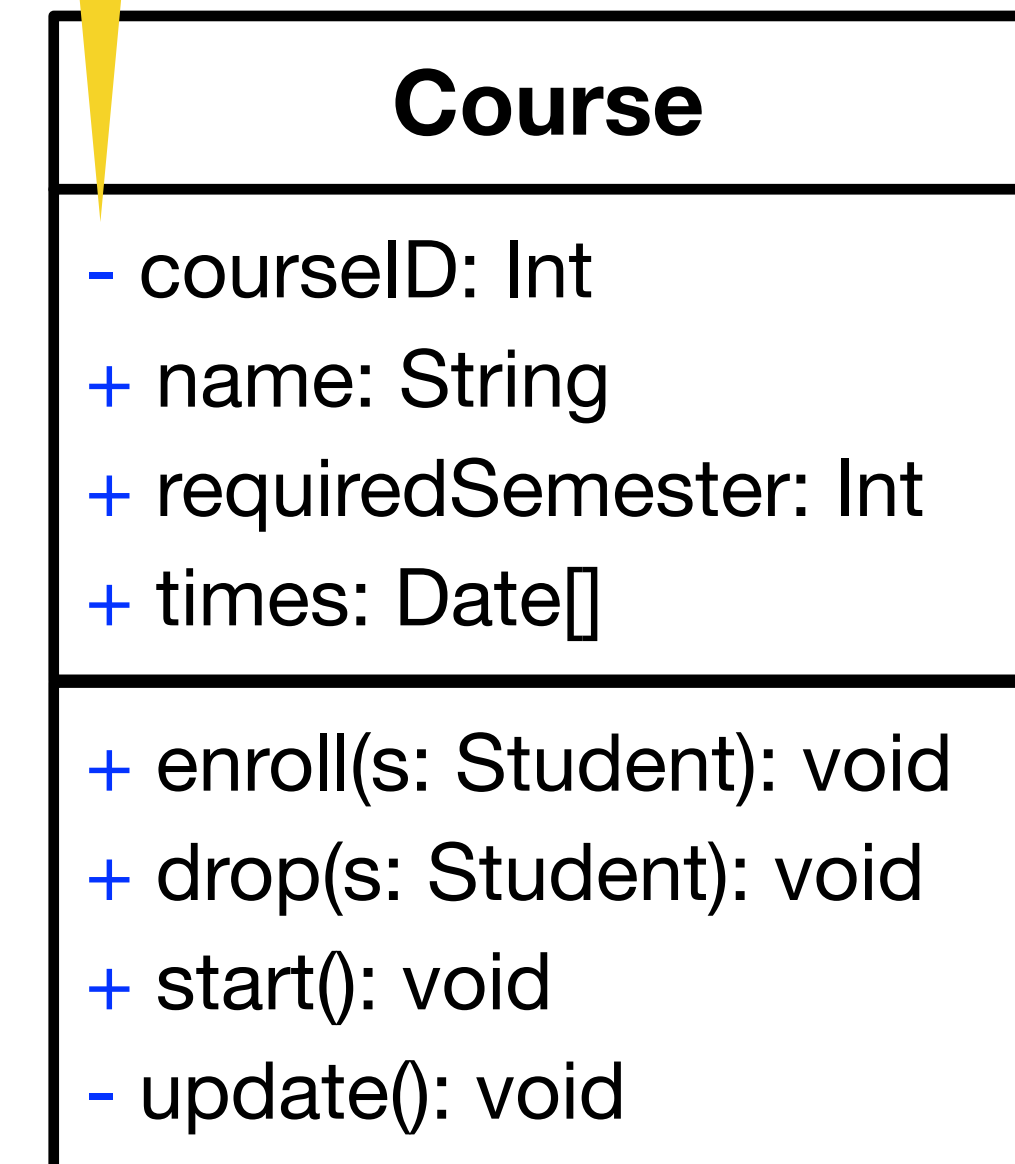 Course
- courseID: Int
+ name: String
+ requiredSemester: Int
+ times: Date[]
+ enroll(s: Student): void
+ drop(s: Student): void
+ start(): void
- update(): void